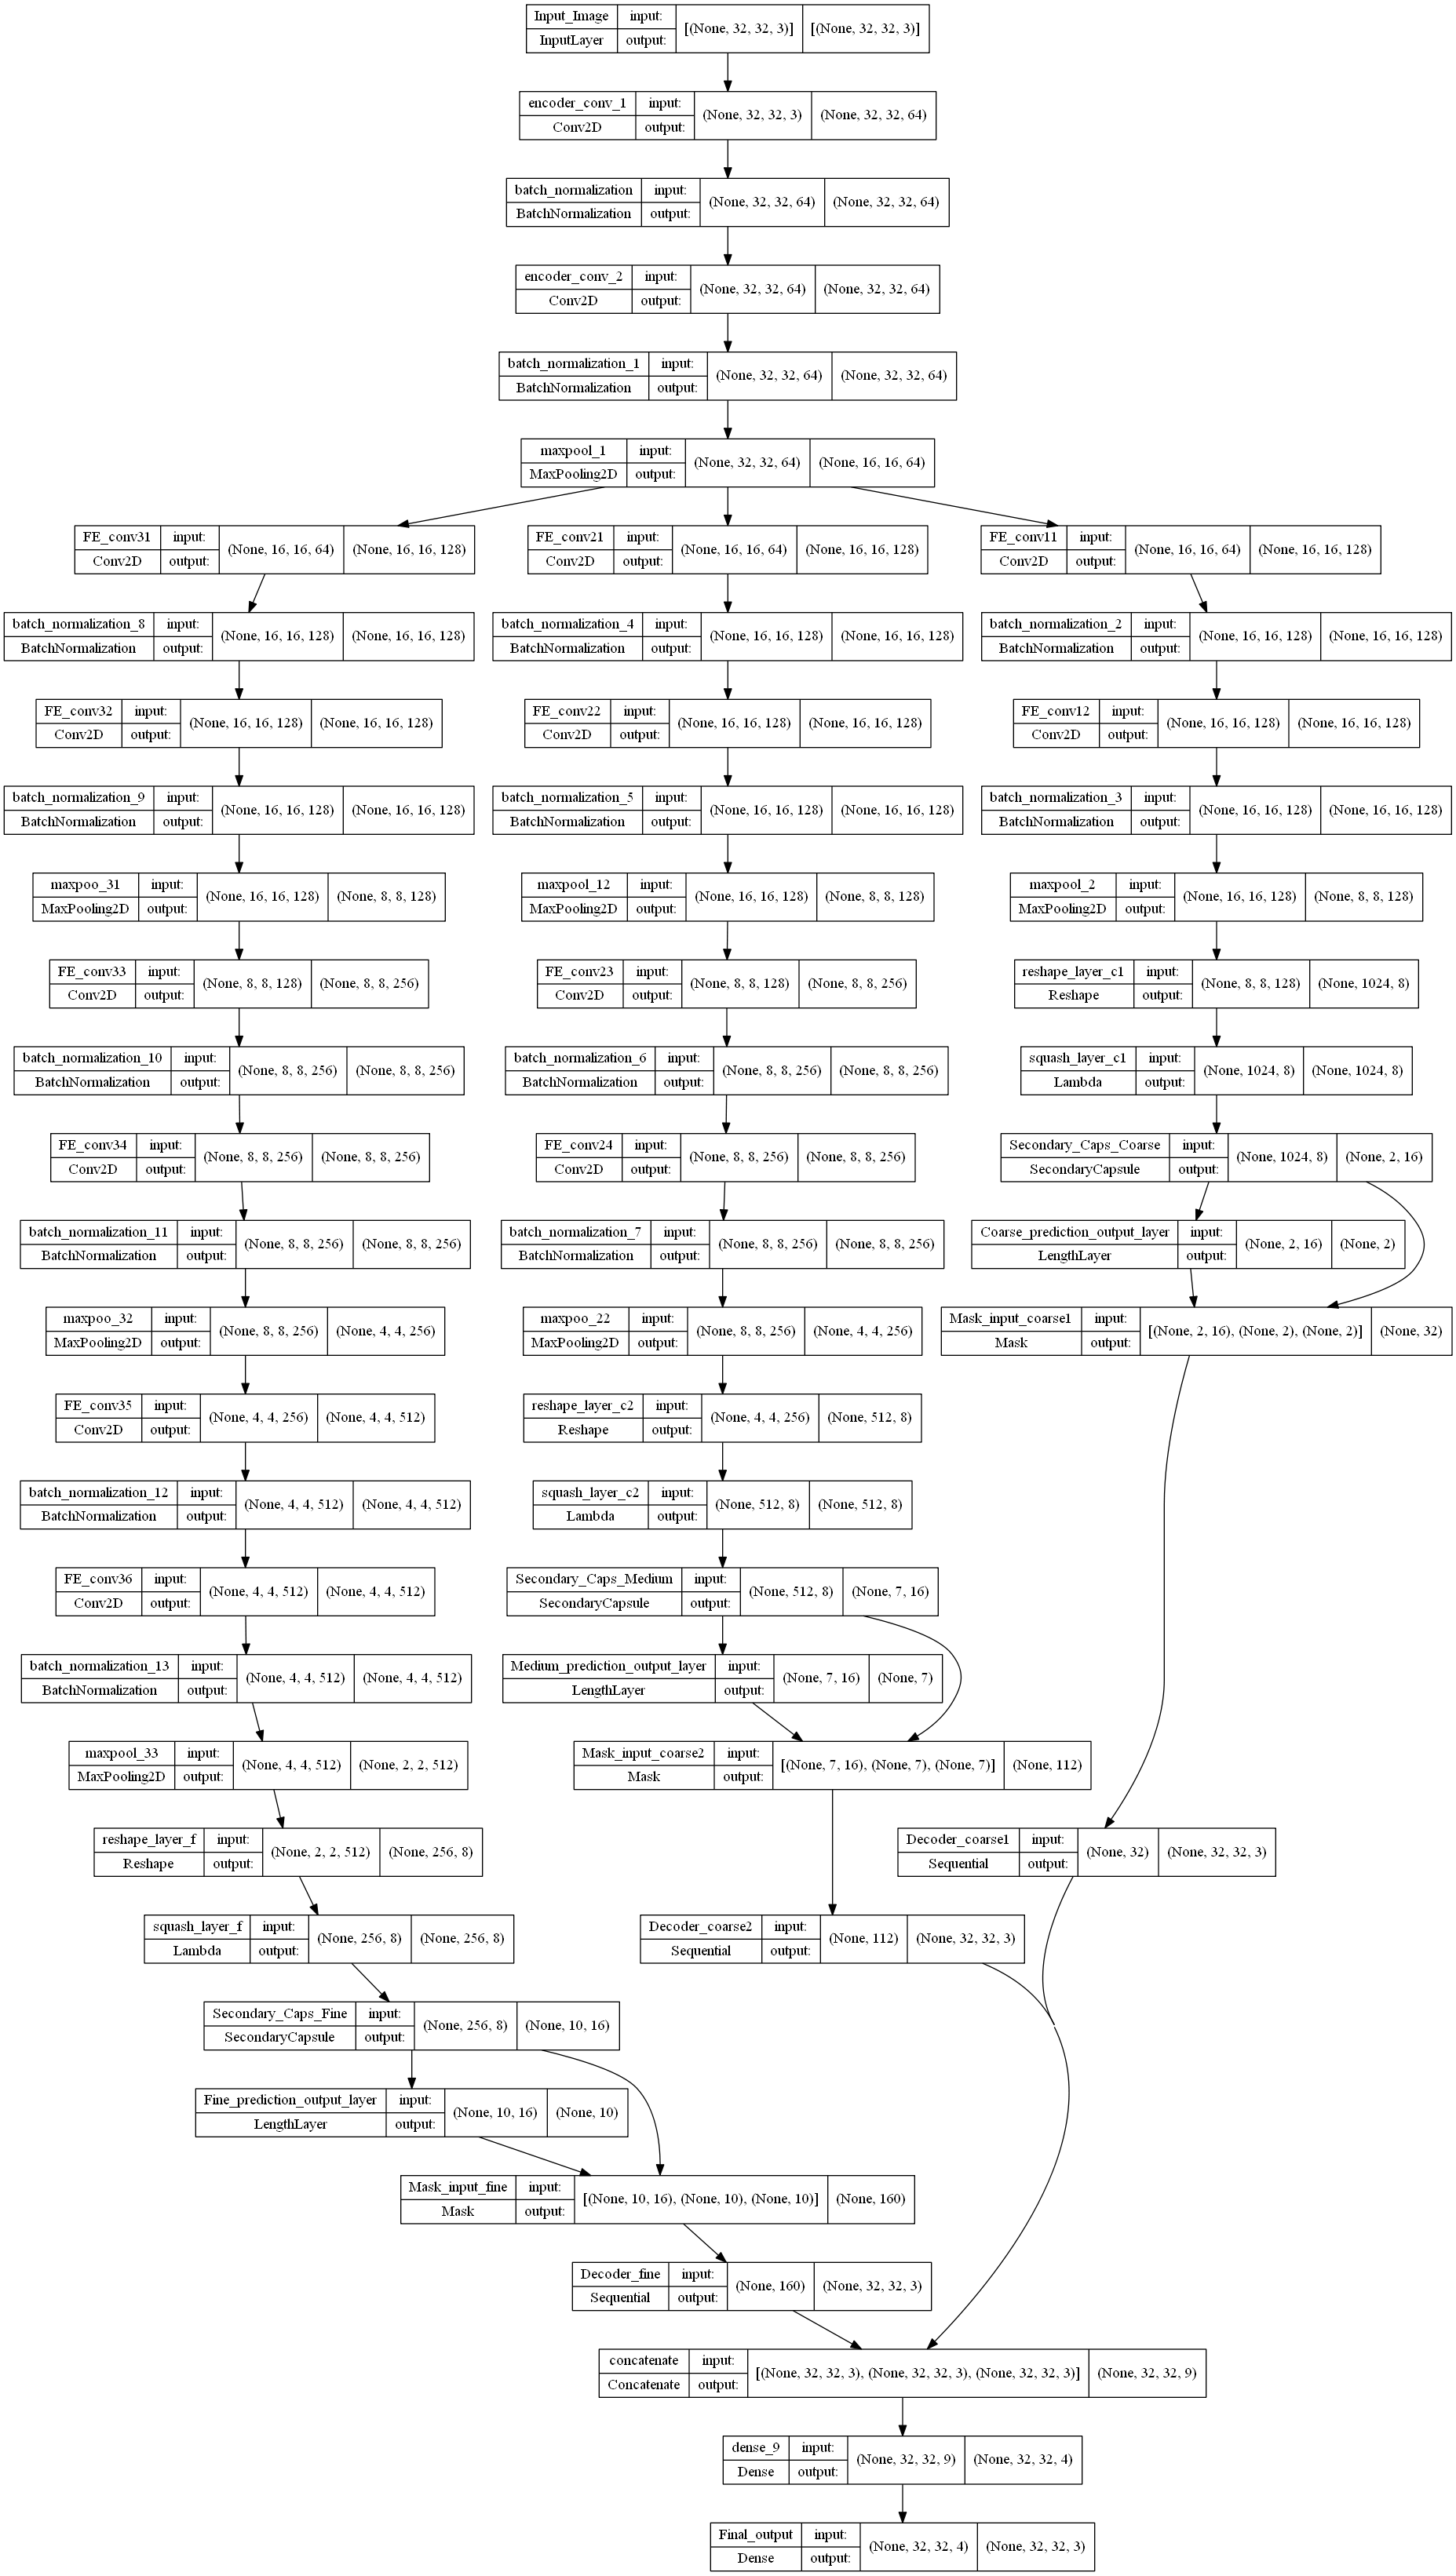 Input_Image input: [(None, 32, 32, 3)] [(None, 32, 32, 3)]
InputLayer output:
encoder_conv_1 input: (None, 32, 32, 3) (None, 32, 32, 64)
Conv2D output:
batch_normalization input: (None, 32, 32, 64) (None, 32, 32, 64)
BatchNormalization output:
encoder_conv_2 input: (None, 32, 32, 64) (None, 32, 32, 64)
Conv2D output:
batch_normalization_1 input: (None, 32, 32, 64) (None, 32, 32, 64)
BatchNormalization output:
maxpool_1 input: (None, 32, 32, 64) (None, 16, 16, 64)
MaxPooling2D output:
FE_conv31 input: (None, 16, 16, 64) (None, 16, 16, 128)
Conv2D output:
FE_conv21 input: (None, 16, 16, 64) (None, 16, 16, 128)
Conv2D output:
FE_conv11 input: (None, 16, 16, 64) (None, 16, 16, 128)
Conv2D output:
batch_normalization_8 input: (None, 16, 16, 128) (None, 16, 16, 128)
BatchNormalization output:
batch_normalization_4 input: (None, 16, 16, 128) (None, 16, 16, 128)
BatchNormalization output:
batch_normalization_2 input: (None, 16, 16, 128) (None, 16, 16, 128)
BatchNormalization output:
FE_conv32 input: (None, 16, 16, 128) (None, 16, 16, 128)
Conv2D output:
FE_conv22 input: (None, 16, 16, 128) (None, 16, 16, 128)
Conv2D output:
FE_conv12 input: (None, 16, 16, 128) (None, 16, 16, 128)
Conv2D output:
batch_normalization_9 input: (None, 16, 16, 128) (None, 16, 16, 128)
BatchNormalization output:
batch_normalization_5 input: (None, 16, 16, 128) (None, 16, 16, 128)
BatchNormalization output:
batch_normalization_3 input: (None, 16, 16, 128) (None, 16, 16, 128)
BatchNormalization output:
maxpoo_31 input: (None, 16, 16, 128) (None, 8, 8, 128)
MaxPooling2D output:
maxpool_12 input: (None, 16, 16, 128) (None, 8, 8, 128)
MaxPooling2D output:
maxpool_2 input: (None, 16, 16, 128) (None, 8, 8, 128)
MaxPooling2D output:
FE_conv33 input: (None, 8, 8, 128) (None, 8, 8, 256)
Conv2D output:
FE_conv23 input: (None, 8, 8, 128) (None, 8, 8, 256)
Conv2D output:
reshape_layer_c1 input: (None, 8, 8, 128) (None, 1024, 8)
Reshape output:
batch_normalization_10 input: (None, 8, 8, 256) (None, 8, 8, 256)
BatchNormalization output:
batch_normalization_6 input: (None, 8, 8, 256) (None, 8, 8, 256)
BatchNormalization output:
squash_layer_c1 input: (None, 1024, 8) (None, 1024, 8)
Lambda output:
FE_conv34 input: (None, 8, 8, 256) (None, 8, 8, 256)
Conv2D output:
FE_conv24 input: (None, 8, 8, 256) (None, 8, 8, 256)
Conv2D output:
Secondary_Caps_Coarse input: (None, 1024, 8) (None, 2, 16)
SecondaryCapsule output:
batch_normalization_11 input: (None, 8, 8, 256) (None, 8, 8, 256)
BatchNormalization output:
batch_normalization_7 input: (None, 8, 8, 256) (None, 8, 8, 256)
BatchNormalization output:
Coarse_prediction_output_layer input: (None, 2, 16) (None, 2)
LengthLayer output:
maxpoo_32 input: (None, 8, 8, 256) (None, 4, 4, 256)
MaxPooling2D output:
maxpoo_22 input: (None, 8, 8, 256) (None, 4, 4, 256)
MaxPooling2D output:
Mask_input_coarse1 input: [(None, 2, 16), (None, 2), (None, 2)] (None, 32)
Mask output:
FE_conv35 input: (None, 4, 4, 256) (None, 4, 4, 512)
Conv2D output:
reshape_layer_c2 input: (None, 4, 4, 256) (None, 512, 8)
Reshape output:
batch_normalization_12 input: (None, 4, 4, 512) (None, 4, 4, 512)
BatchNormalization output:
squash_layer_c2 input: (None, 512, 8) (None, 512, 8)
Lambda output:
FE_conv36 input: (None, 4, 4, 512) (None, 4, 4, 512)
Conv2D output:
Secondary_Caps_Medium input: (None, 512, 8) (None, 7, 16)
SecondaryCapsule output:
batch_normalization_13 input: (None, 4, 4, 512) (None, 4, 4, 512)
BatchNormalization output:
Medium_prediction_output_layer input: (None, 7, 16) (None, 7)
LengthLayer output:
maxpool_33 input: (None, 4, 4, 512) (None, 2, 2, 512)
MaxPooling2D output:
Mask_input_coarse2 input: [(None, 7, 16), (None, 7), (None, 7)] (None, 112)
Mask output:
reshape_layer_f input: (None, 2, 2, 512) (None, 256, 8)
Reshape output:
Decoder_coarse1 input: (None, 32) (None, 32, 32, 3)
Sequential output:
squash_layer_f input: (None, 256, 8) (None, 256, 8)
Lambda output:
Decoder_coarse2 input: (None, 112) (None, 32, 32, 3)
Sequential output:
Secondary_Caps_Fine input: (None, 256, 8) (None, 10, 16)
SecondaryCapsule output:
Fine_prediction_output_layer input: (None, 10, 16) (None, 10)
LengthLayer output:
Mask_input_fine input: [(None, 10, 16), (None, 10), (None, 10)] (None, 160)
Mask output:
Decoder_fine input: (None, 160) (None, 32, 32, 3)
Sequential output:
concatenate input: [(None, 32, 32, 3), (None, 32, 32, 3), (None, 32, 32, 3)] (None, 32, 32, 9)
Concatenate output:
dense_9 input: (None, 32, 32, 9) (None, 32, 32, 4)
Dense output:
Final_output input: (None, 32, 32, 4) (None, 32, 32, 3)
Dense output: